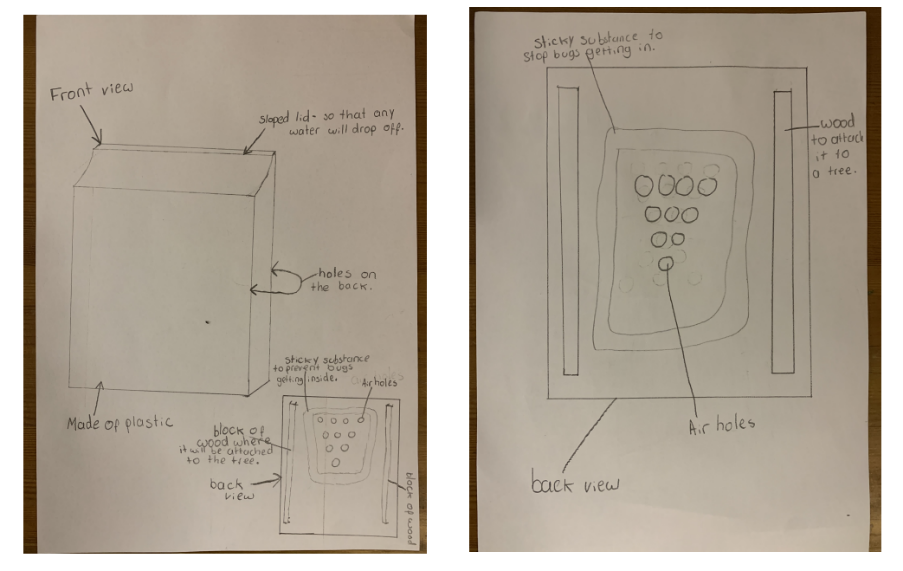 Front view
Sloped lid- so that any
water will drop off.
holes on
the back.
Sticky substance
to prevent bugs
getting inside.
Air holes
Made of plastic
block of
wood where
it will be attached
to the tree.
back
view
block of wood
Sticky substance to
stop bugs getting in.
wood
to attach
it to
a tree.
Air holes
back view